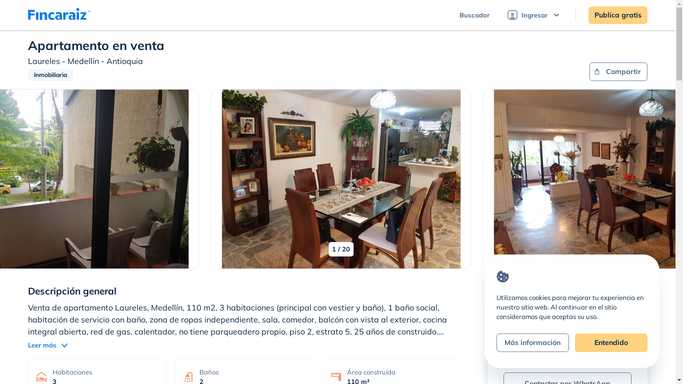 Fincaraiz
Buscador
Ingresar
Publica gratis
Apartamento en venta
Laureles - Medellín - Antioquia
Inmobiliaria
Compartir
1 / 20
Descripción general
Venta de apartamento Laureles, Medellín, 110 m2, 3 habitaciones (principal con vestier y baño), 1 baño social,
habitación de servicio con baño, zona de ropas independiente, sala, comedor, balcón con vista al exterior, cocina
integral abierta, red de gas, calentador, no tiene parqueadero propio, piso 2, estrato 5, 25 años de construido....
Leer más
Habitaciones
3
Baños
2
Área construida
110 m²
Utilizamos cookies para mejorar tu experiencia en
nuestro sitio web. Al continuar en el sitio
consideramos que aceptas su uso.
Más información
Entendido
Contactar por WhatsApp